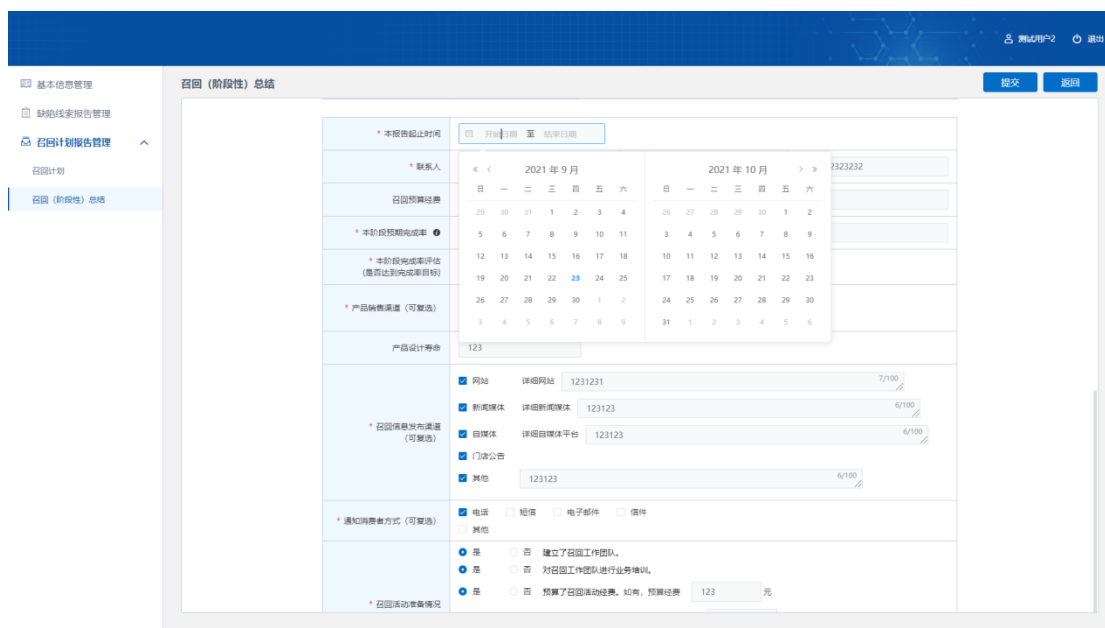 测试用户2 退出
基本信息管理
缺陷线索报告管理
召回计划报告管理
召回计划
召回（阶段性）总结
召回（阶段性）总结 提交 返回
* 本报告起止时间 开始日期 至 结束日期
* 联系人 2323232
召回预算经费
* 本阶段预期完成率
* 本阶段完成率评估
(是否达到完成率目标)
* 产品销售渠道（可复选）
2021 年 9 月
日 一 二 三 四 五 六
29 30 31 1 2 3 4
5 6 7 8 9 10 11
12 13 14 15 16 17 18
19 20 21 22 23 24 25
26 27 28 29 30 1 2
3 4 5 6 7 8 9
2021 年 10 月
日 一 二 三 四 五 六
26 27 28 29 30 1 2
3 4 5 6 7 8 9
10 11 12 13 14 15 16
17 18 19 20 21 22 23
24 25 26 27 28 29 30
31 1 2 3 4 5 6
产品设计寿命 123
* 召回信息发布渠道
(可复选)
网站 详细网站 1231231 7/100
新闻媒体 详细新闻媒体 123123 6/100
自媒体 详细自媒体平台 123123 6/100
门店公告
其他 123123 6/100
* 通知消费者方式（可复选） 电话 短信 电子邮件 信件
其他
* 召回活动准备情况
是 否 建立了召回工作团队。
是 否 对召回工作团队进行业务培训。
是 否 预算了召回活动经费。如有，预算经费 123 元